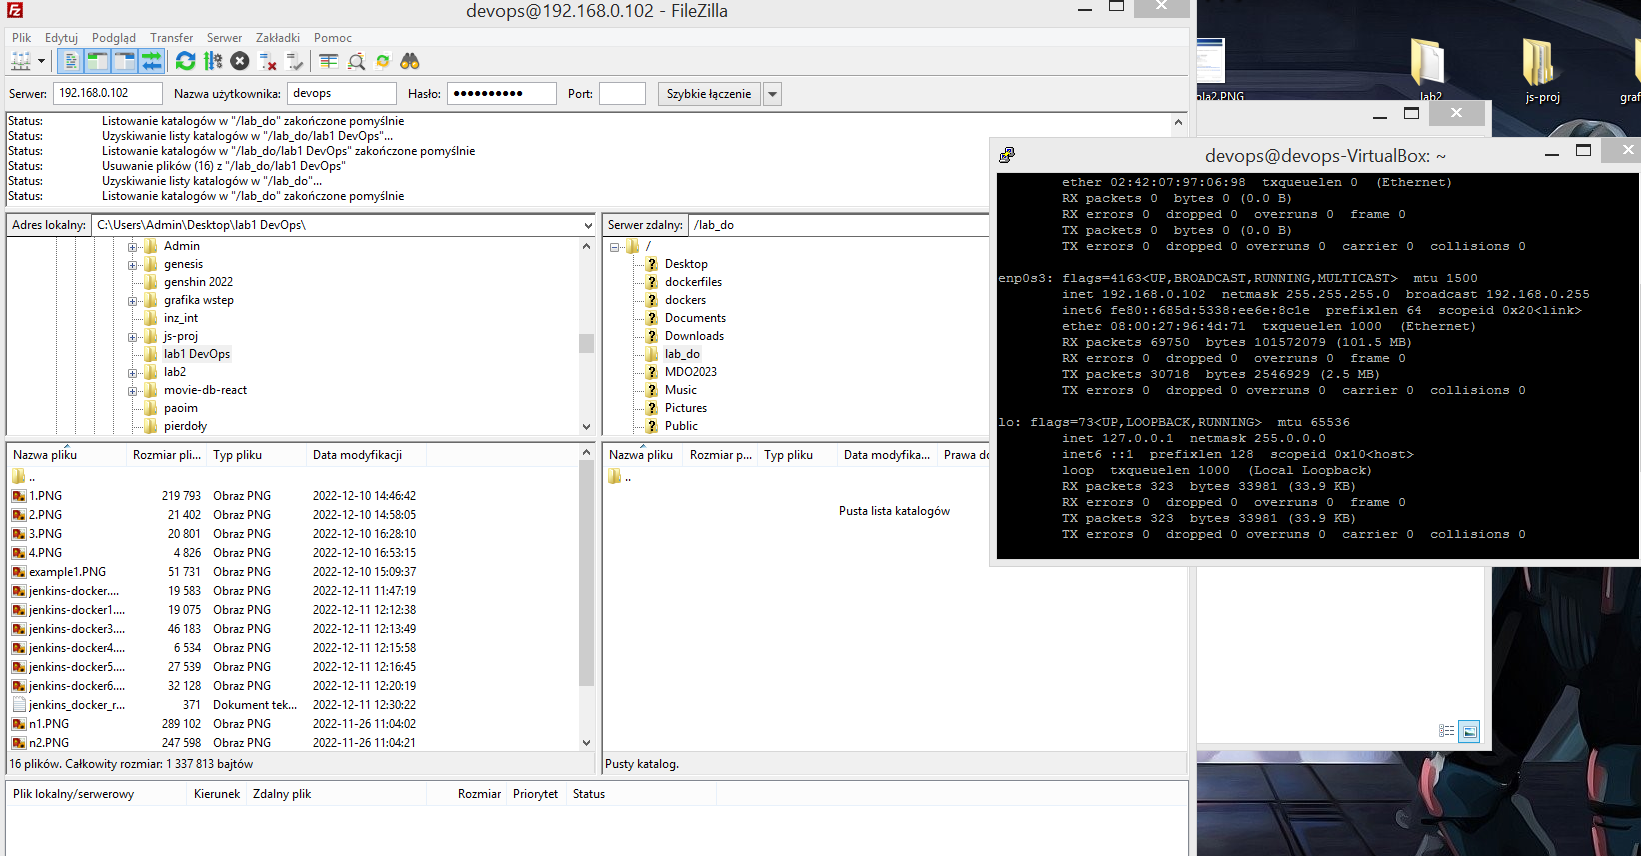 devops@192.168.0.102 - FileZilla
Plik Edytuj Podgląd Transfer Serwer Zakładki Pomoc
Serwer: 192.168.0.102 Nazwa użytkownika: devops Hasło: ●●●●●●●●●● Port: Szybkie łączenie
Status: Listowanie katalogów w "/lab_do" zakończone pomyślnie
Status: Uzyskiwanie listy katalogów w "/lab_do/lab1 DevOps"...
Status: Listowanie katalogów w "/lab_do/lab1 DevOps" zakończone pomyślnie
Status: Usuwanie plików (16) z "/lab_do/lab1 DevOps"
Status: Uzyskiwanie listy katalogów w "/lab_do"...
Status: Listowanie katalogów w "/lab_do" zakończone pomyślnie
Adres lokalny: C:\Users\Admin\Desktop\lab1 DevOps\
Admin
genesis
genshin 2022
grafika wstep
inz_int
js-proj
lab1 DevOps
lab2
movie-db-react
paoim
pierdoły
Serwer zdalny: /lab_do
/
Desktop
dockerfiles
dockers
Documents
Downloads
lab_do
MDO2023
Music
Pictures
Public
Nazwa pliku Rozmiar pli... Typ pliku Data modyfikacji
..
1.PNG 219 793 Obraz PNG 2022-12-10 14:46:42
2.PNG 21 402 Obraz PNG 2022-12-10 14:58:05
3.PNG 20 801 Obraz PNG 2022-12-10 16:28:10
4.PNG 4 826 Obraz PNG 2022-12-10 16:53:15
example1.PNG 51 731 Obraz PNG 2022-12-10 15:09:37
jenkins-docker.... 19 583 Obraz PNG 2022-12-11 11:47:19
jenkins-docker1.... 19 075 Obraz PNG 2022-12-11 12:12:38
jenkins-docker3.... 46 183 Obraz PNG 2022-12-11 12:13:49
jenkins-docker4.... 6 534 Obraz PNG 2022-12-11 12:15:58
jenkins-docker5.... 27 539 Obraz PNG 2022-12-11 12:16:45
jenkins-docker6.... 32 128 Obraz PNG 2022-12-11 12:20:19
jenkins_docker_r... 371 Dokument tek... 2022-12-11 12:30:22
n1.PNG 289 102 Obraz PNG 2022-11-26 11:04:02
n2.PNG 247 598 Obraz PNG 2022-11-26 11:04:21
16 plików. Całkowity rozmiar: 1 337 813 bajtów
Nazwa pliku Rozmiar p... Typ pliku Data modyfika... Prawa do
..
Pusta lista katalogów
Pusty katalog.
Plik lokalny/serwerowy Kierunek Zdalny plik Rozmiar Priorytet Status
ola2.PNG lab2 js-proj graf
devops@devops-VirtualBox: ~
ether 02:42:07:97:06:98 txqueuelen 0 (Ethernet)
RX packets 0 bytes 0 (0.0 B)
RX errors 0 dropped 0 overruns 0 frame 0
TX packets 0 bytes 0 (0.0 B)
TX errors 0 dropped 0 overruns 0 carrier 0 collisions 0
enp0s3: flags=4163<UP,BROADCAST,RUNNING,MULTICAST> mtu 1500
inet 192.168.0.102 netmask 255.255.255.0 broadcast 192.168.0.255
inet6 fe80::685d:5338:ee6e:8c1e prefixlen 64 scopeid 0x20<link>
ether 08:00:27:96:4d:71 txqueuelen 1000 (Ethernet)
RX packets 69750 bytes 101572079 (101.5 MB)
RX errors 0 dropped 0 overruns 0 frame 0
TX packets 30718 bytes 2546929 (2.5 MB)
TX errors 0 dropped 0 overruns 0 carrier 0 collisions 0
lo: flags=73<UP,LOOPBACK,RUNNING> mtu 65536
inet 127.0.0.1 netmask 255.0.0.0
inet6 ::1 prefixlen 128 scopeid 0x10<host>
loop txqueuelen 1000 (Local Loopback)
RX packets 323 bytes 33981 (33.9 KB)
RX errors 0 dropped 0 overruns 0 frame 0
TX packets 323 bytes 33981 (33.9 KB)
TX errors 0 dropped 0 overruns 0 carrier 0 collisions 0